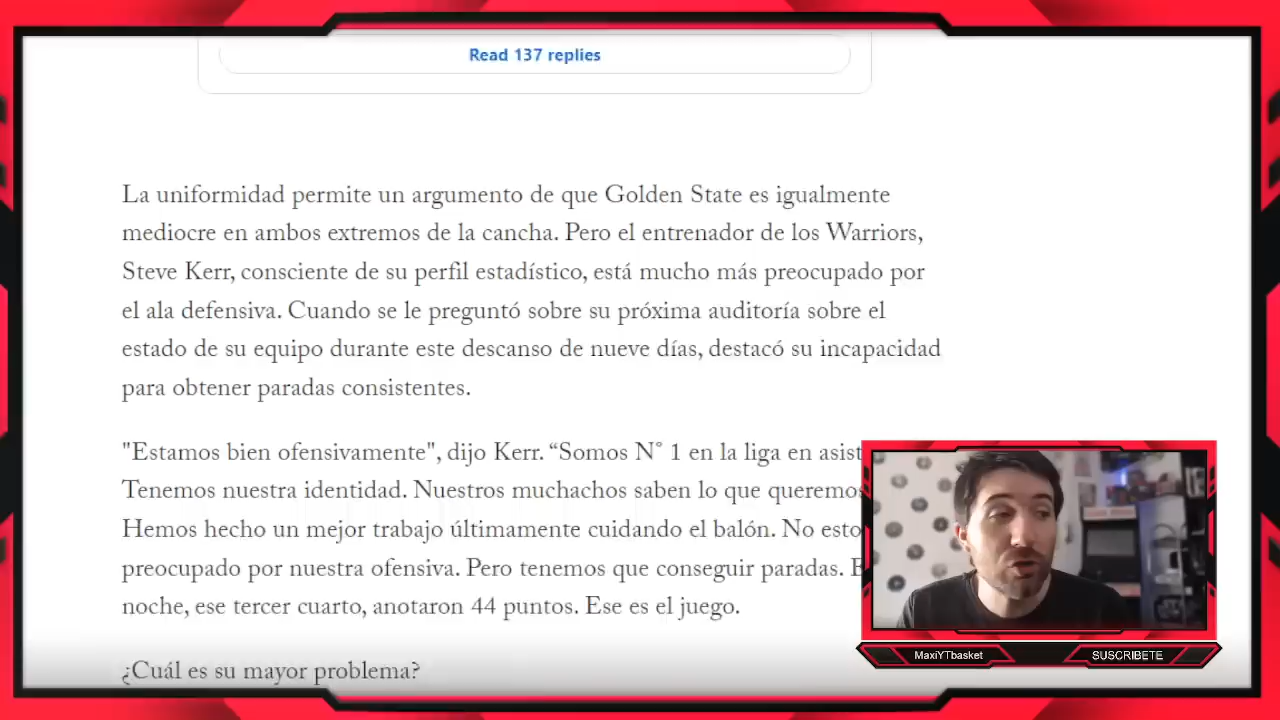 Read 137 replies
La uniformidad permite un argumento de que Golden State es igualmente
mediocre en ambos extremos de la cancha. Pero el entrenador de los Warriors,
Steve Kerr, consciente de su perfil estadístico, está mucho más preocupado por
el ala defensiva. Cuando se le preguntó sobre su próxima auditoría sobre el
estado de su equipo durante este descanso de nueve días, destacó su incapacidad
para obtener paradas consistentes.
"Estamos bien ofensivamente", dijo Kerr. “Somos N° 1 en la liga en asist
Tenemos nuestra identidad. Nuestros muchachos saben lo que queremos
Hemos hecho un mejor trabajo últimamente cuidando el balón. No esto
preocupado por nuestra ofensiva. Pero tenemos que conseguir paradas.
noche, ese tercer cuarto, anotaron 44 puntos. Ese es el juego.
¿Cuál es su mayor problema?
MaxiYTbasket
SUSCRIBETE